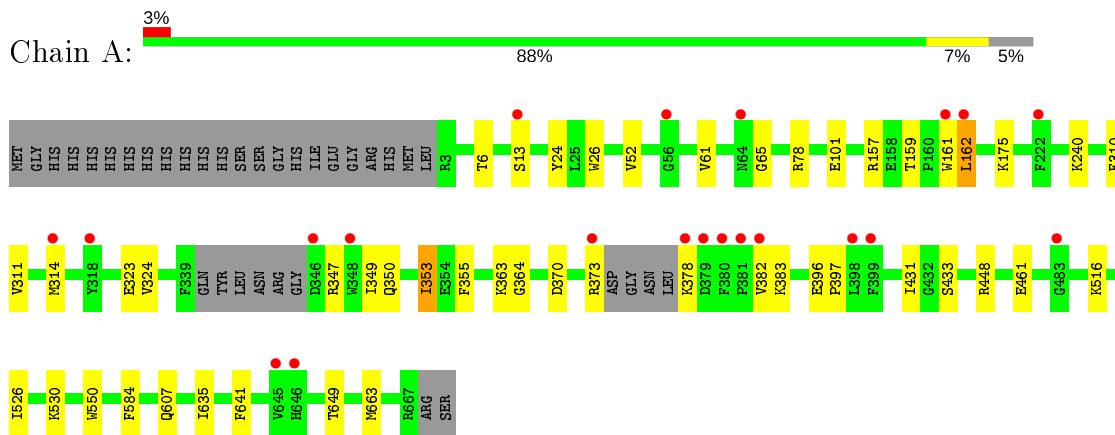 Chain A:
3%
88%
7%
5%
MET GLY HIS HIS HIS HIS HIS HIS HIS HIS HIS HIS SER SER GLY HIS ILE GLU GLY ARG HIS MET LEU R3 T6 S13 Y24 L25 W26 V52 G56 V61 N64 G65 R78 E101 R157 E158 T159 P160 W161 L162 K175 F222 K240
V311 M314 Y318 E323 V324 F339 GLN TYR LEU ASN ARG GLY D346 R347 W348 I349 Q350 I353 E354 F355 K363 G364 D370 R373 ASP GLY ASN LEU K378 D379 F380 P381 V382 K383 E396 P397 L398 F399 I431 G432 S433 R448 E461 G483 K516
I526 K530 W550 F584 Q607 I635 F641 V645 H646 T649 M663 R667 ARG SER